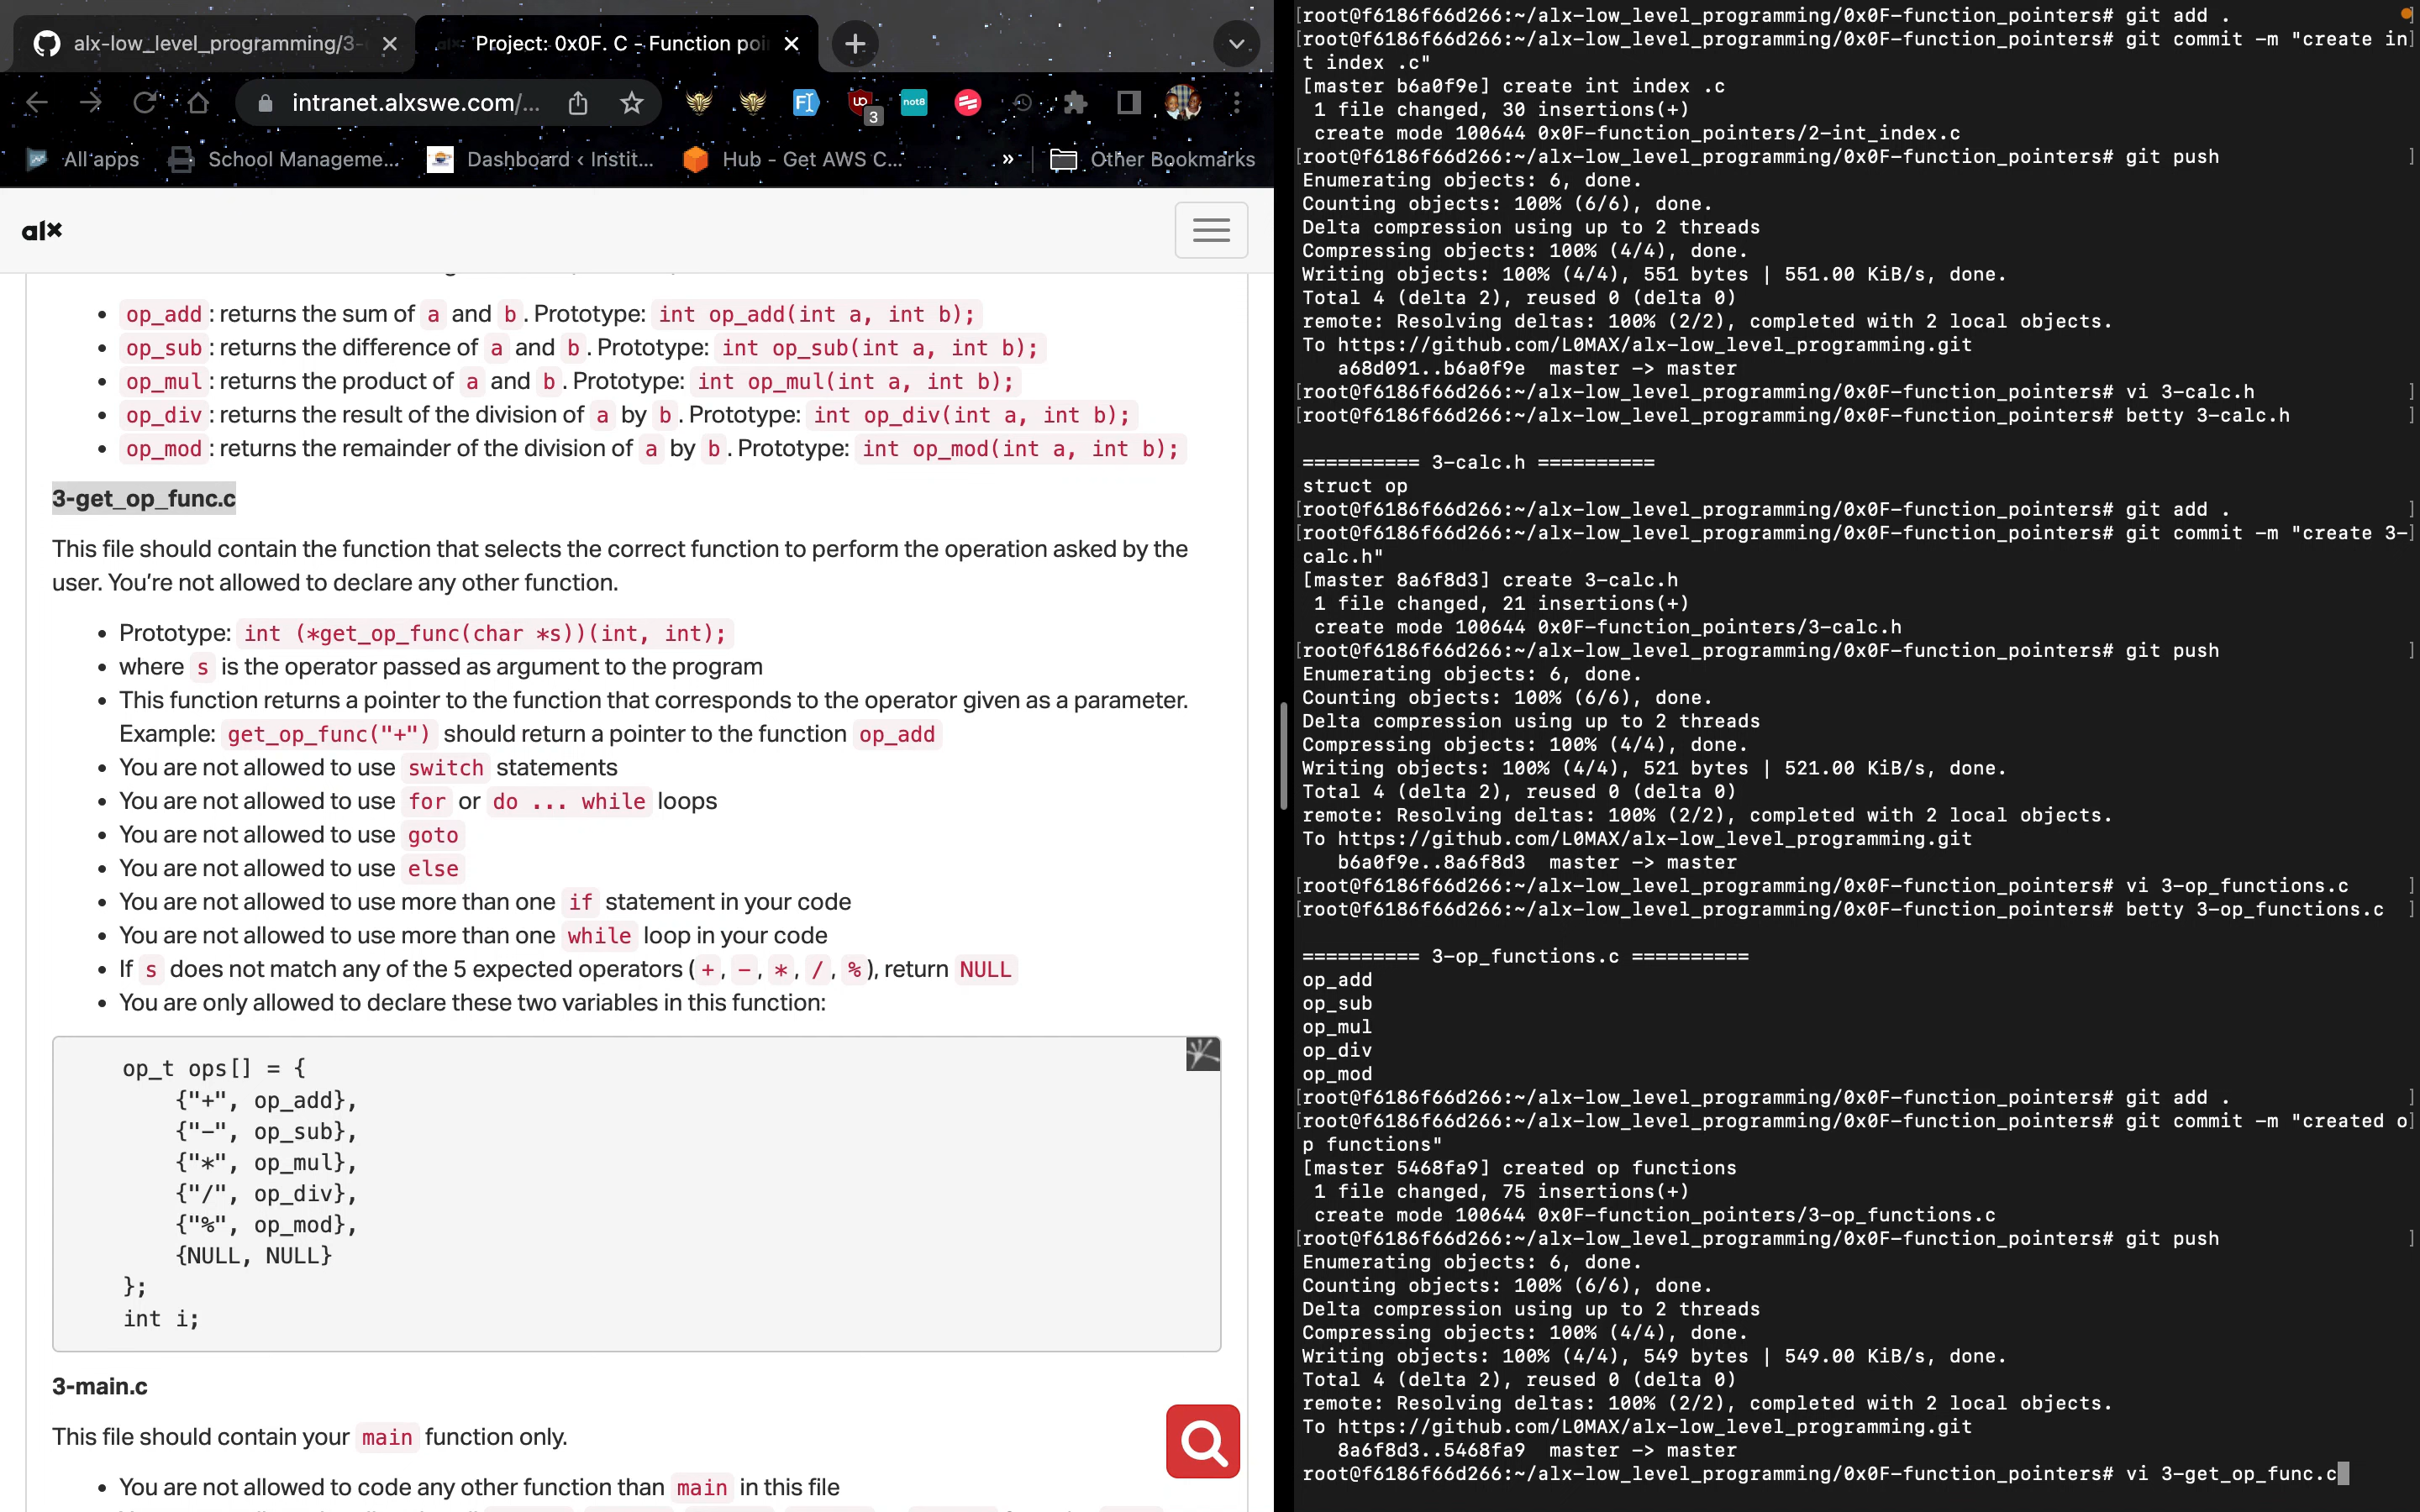 alx-low_level_programming/3-
Project: 0x0F. C - Function poi
intranet.alxswe.com/...
3
not8
All apps
School Manageme...
Dashboard ‹ Instit...
Hub - Get AWS C...
»
Other Bookmarks
alx
op_add : returns the sum of a and b . Prototype: int op_add(int a, int b);
op_sub : returns the difference of a and b . Prototype: int op_sub(int a, int b);
op_mul : returns the product of a and b . Prototype: int op_mul(int a, int b);
op_div : returns the result of the division of a by b . Prototype: int op_div(int a, int b);
op_mod : returns the remainder of the division of a by b . Prototype: int op_mod(int a, int b);
3-get_op_func.c
This file should contain the function that selects the correct function to perform the operation asked by the
user. You're not allowed to declare any other function.
Prototype: int (*get_op_func(char *s))(int, int);
where s is the operator passed as argument to the program
This function returns a pointer to the function that corresponds to the operator given as a parameter.
Example: get_op_func("+") should return a pointer to the function op_add
You are not allowed to use switch statements
You are not allowed to use for or do ... while loops
You are not allowed to use goto
You are not allowed to use else
You are not allowed to use more than one if statement in your code
You are not allowed to use more than one while loop in your code
If s does not match any of the 5 expected operators ( + , - , * , / , % ), return NULL
You are only allowed to declare these two variables in this function:
op_t ops[] = {
{"+", op_add},
{"-", op_sub},
{"*", op_mul},
{"/", op_div},
{"%", op_mod},
{NULL, NULL}
};
int i;
3-main.c
This file should contain your main function only.
You are not allowed to code any other function than main in this file
[root@f6186f66d266:~/alx-low_level_programming/0x0F-function_pointers# git add .
[root@f6186f66d266:~/alx-low_level_programming/0x0F-function_pointers# git commit -m "create in]
t index .c"
[master b6a0f9e] create int index .c
1 file changed, 30 insertions(+)
create mode 100644 0x0F-function_pointers/2-int_index.c
[root@f6186f66d266:~/alx-low_level_programming/0x0F-function_pointers# git push ]
Enumerating objects: 6, done.
Counting objects: 100% (6/6), done.
Delta compression using up to 2 threads
Compressing objects: 100% (4/4), done.
Writing objects: 100% (4/4), 551 bytes | 551.00 KiB/s, done.
Total 4 (delta 2), reused 0 (delta 0)
remote: Resolving deltas: 100% (2/2), completed with 2 local objects.
To https://github.com/L0MAX/alx-low_level_programming.git
a68d091..b6a0f9e  master -> master
[root@f6186f66d266:~/alx-low_level_programming/0x0F-function_pointers# vi 3-calc.h ]
[root@f6186f66d266:~/alx-low_level_programming/0x0F-function_pointers# betty 3-calc.h ]
========== 3-calc.h ==========
struct op
[root@f6186f66d266:~/alx-low_level_programming/0x0F-function_pointers# git add . ]
[root@f6186f66d266:~/alx-low_level_programming/0x0F-function_pointers# git commit -m "create 3-]
calc.h"
[master 8a6f8d3] create 3-calc.h
1 file changed, 21 insertions(+)
create mode 100644 0x0F-function_pointers/3-calc.h
[root@f6186f66d266:~/alx-low_level_programming/0x0F-function_pointers# git push ]
Enumerating objects: 6, done.
Counting objects: 100% (6/6), done.
Delta compression using up to 2 threads
Compressing objects: 100% (4/4), done.
Writing objects: 100% (4/4), 521 bytes | 521.00 KiB/s, done.
Total 4 (delta 2), reused 0 (delta 0)
remote: Resolving deltas: 100% (2/2), completed with 2 local objects.
To https://github.com/L0MAX/alx-low_level_programming.git
b6a0f9e..8a6f8d3  master -> master
[root@f6186f66d266:~/alx-low_level_programming/0x0F-function_pointers# vi 3-op_functions.c ]
[root@f6186f66d266:~/alx-low_level_programming/0x0F-function_pointers# betty 3-op_functions.c ]
========== 3-op_functions.c ==========
op_add
op_sub
op_mul
op_div
op_mod
[root@f6186f66d266:~/alx-low_level_programming/0x0F-function_pointers# git add . ]
[root@f6186f66d266:~/alx-low_level_programming/0x0F-function_pointers# git commit -m "created o]
p functions"
[master 5468fa9] created op functions
1 file changed, 75 insertions(+)
create mode 100644 0x0F-function_pointers/3-op_functions.c
[root@f6186f66d266:~/alx-low_level_programming/0x0F-function_pointers# git push ]
Enumerating objects: 6, done.
Counting objects: 100% (6/6), done.
Delta compression using up to 2 threads
Compressing objects: 100% (4/4), done.
Writing objects: 100% (4/4), 549 bytes | 549.00 KiB/s, done.
Total 4 (delta 2), reused 0 (delta 0)
remote: Resolving deltas: 100% (2/2), completed with 2 local objects.
To https://github.com/L0MAX/alx-low_level_programming.git
8a6f8d3..5468fa9  master -> master
root@f6186f66d266:~/alx-low_level_programming/0x0F-function_pointers# vi 3-get_op_func.c